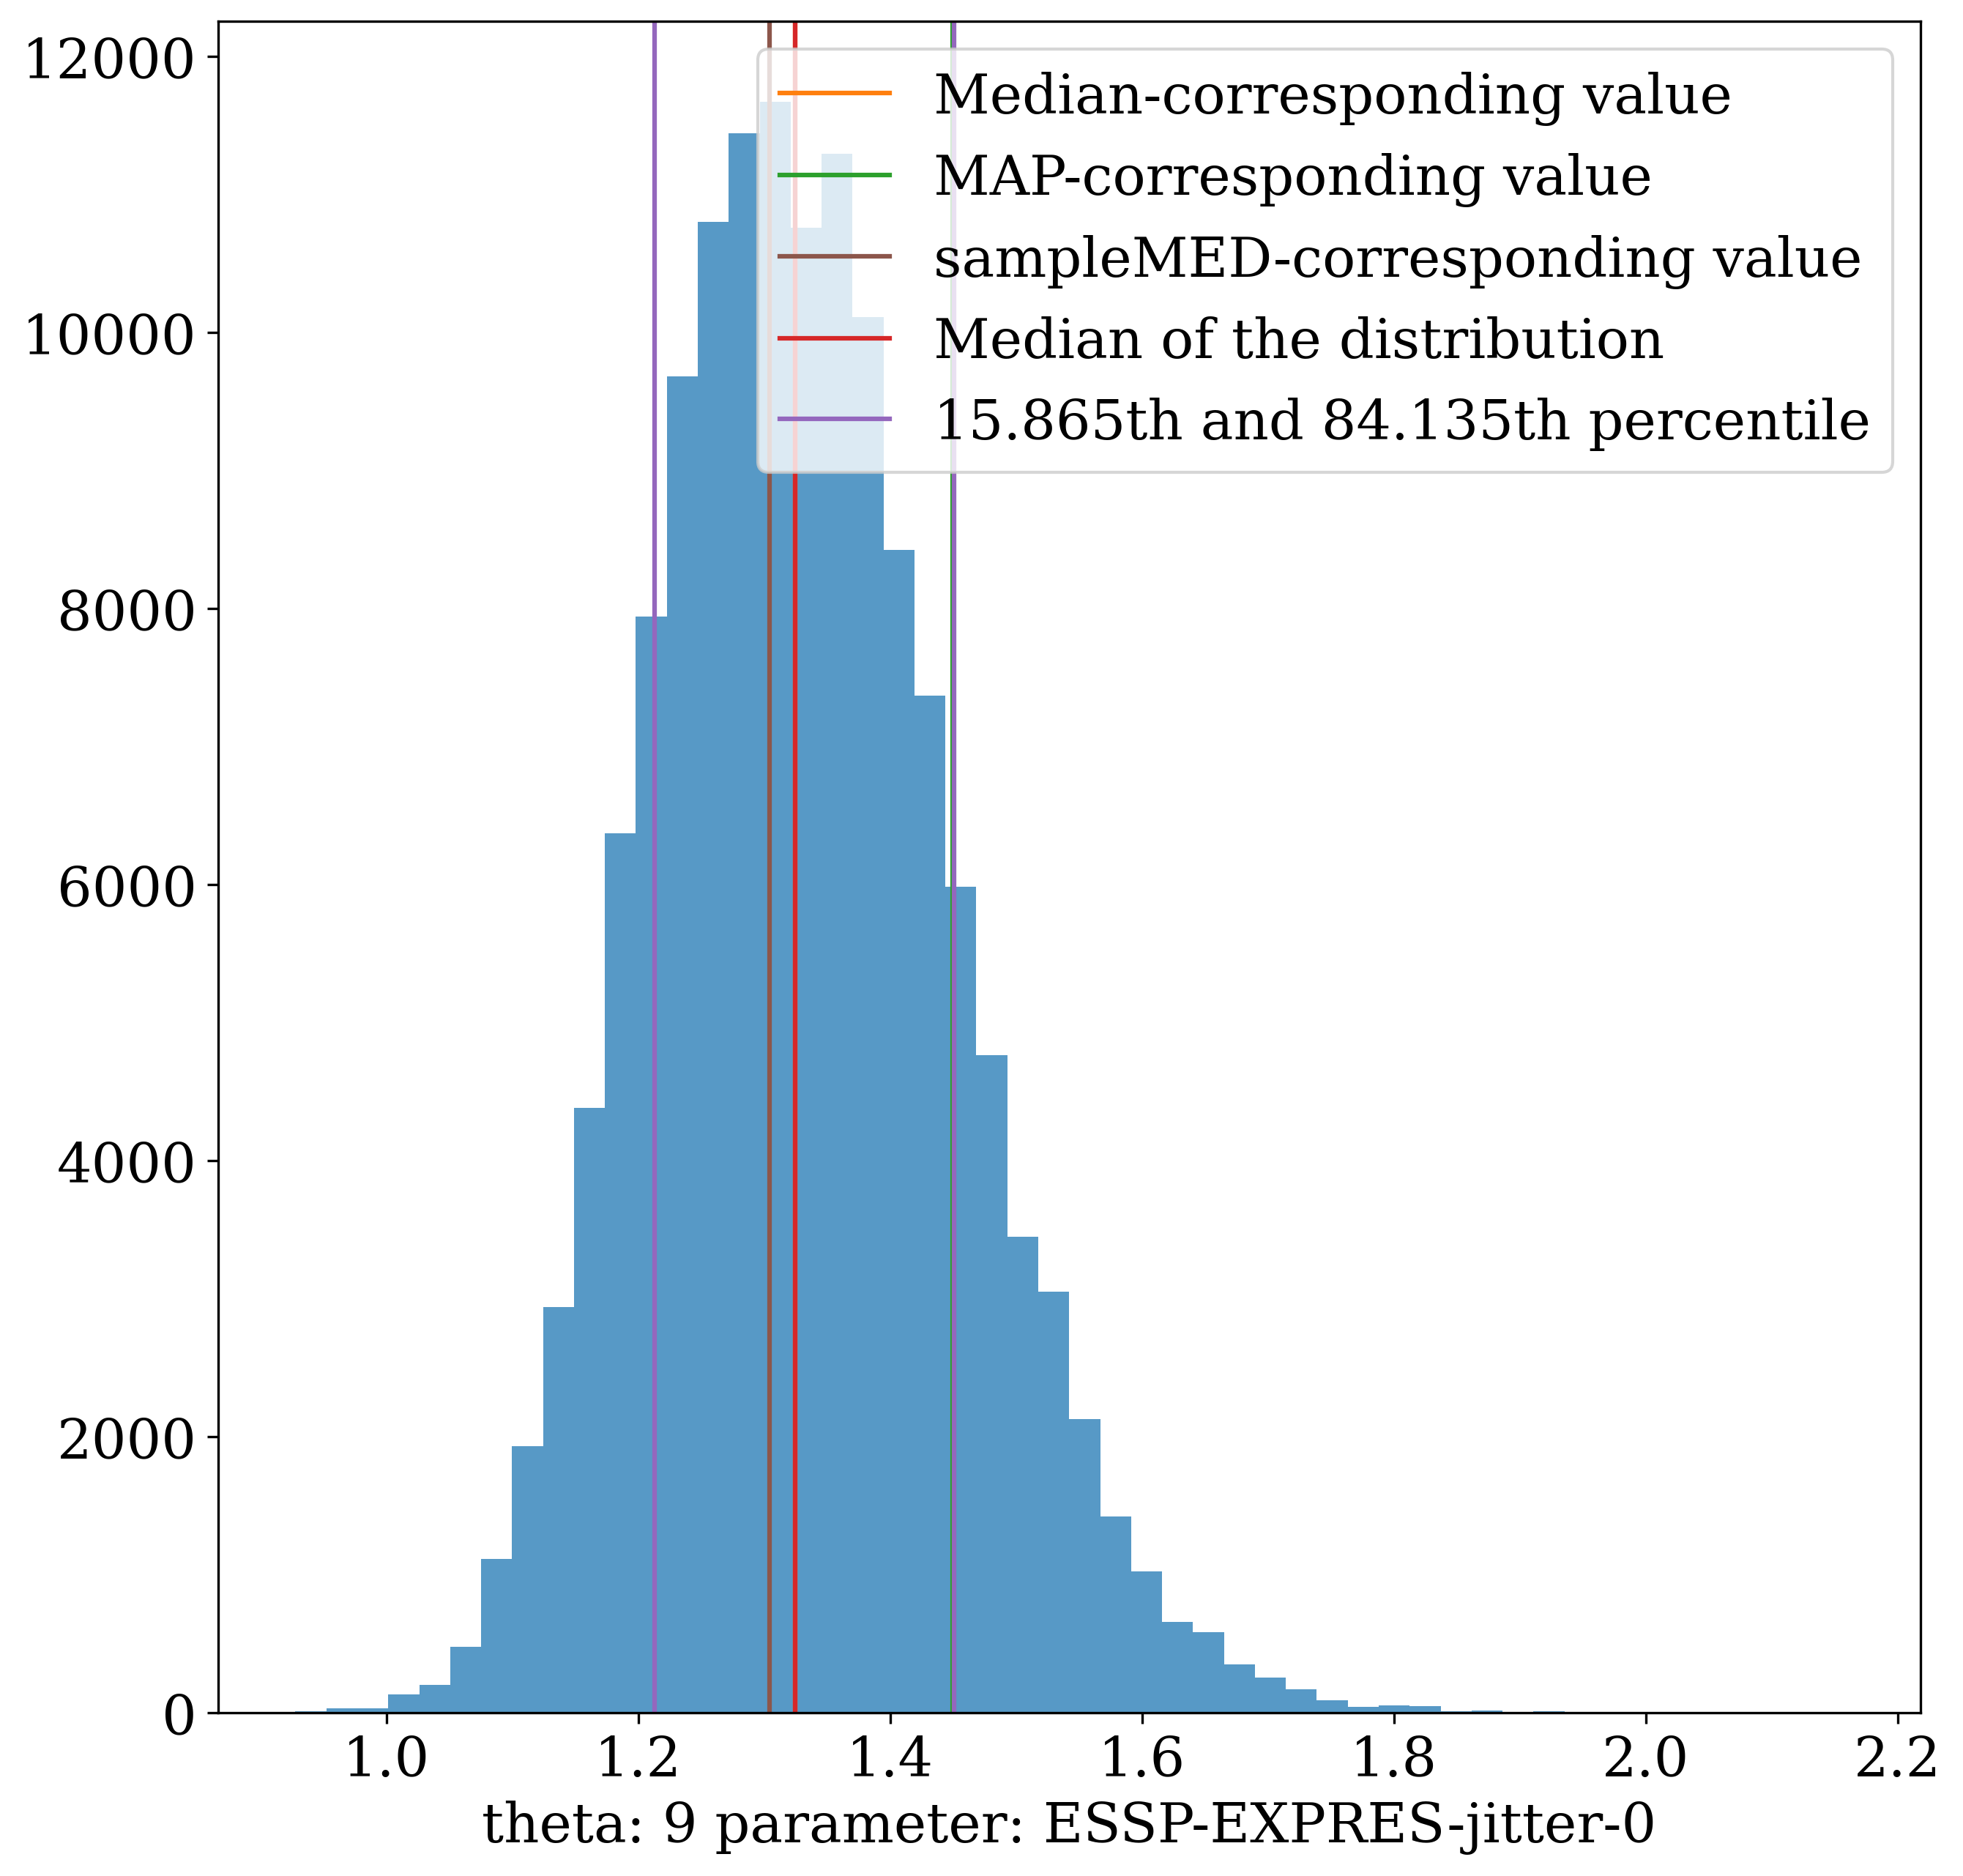 12000
10000
8000
6000
4000
2000
0
Median-corresponding value
MAP-corresponding value
sampleMED-corresponding value
Median of the distribution
15.865th and 84.135th percentile
1.0 1.2 1.4 1.6 1.8 2.0 2.2
theta: 9 parameter: ESSP-EXPRES-jitter-0